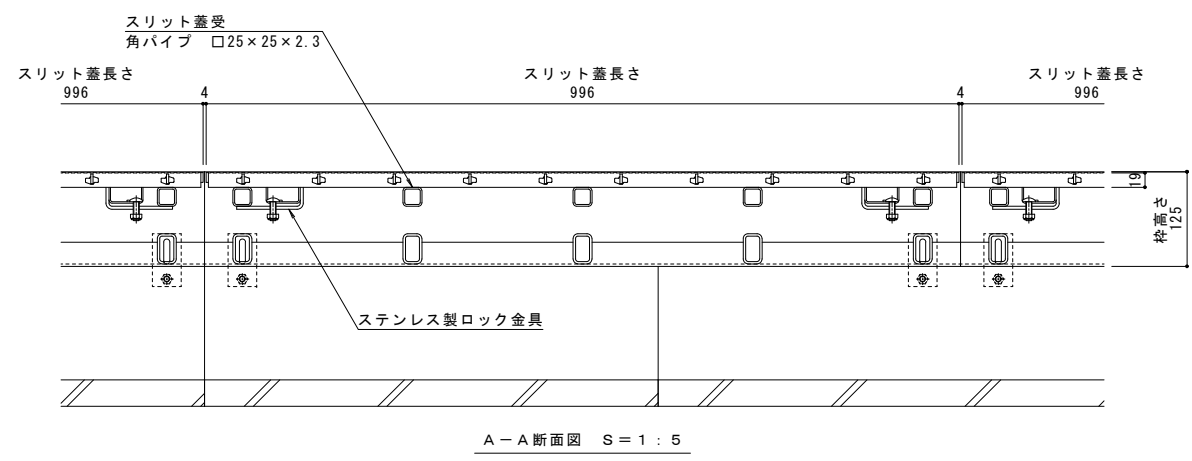 スリット蓋受
角パイプ □25×25×2.3
スリット蓋長さ
996
4
スリット蓋長さ
996
4
スリット蓋長さ
996
19
枠高さ
125
ステンレス製ロック金具
A－A断面図 S＝1：5